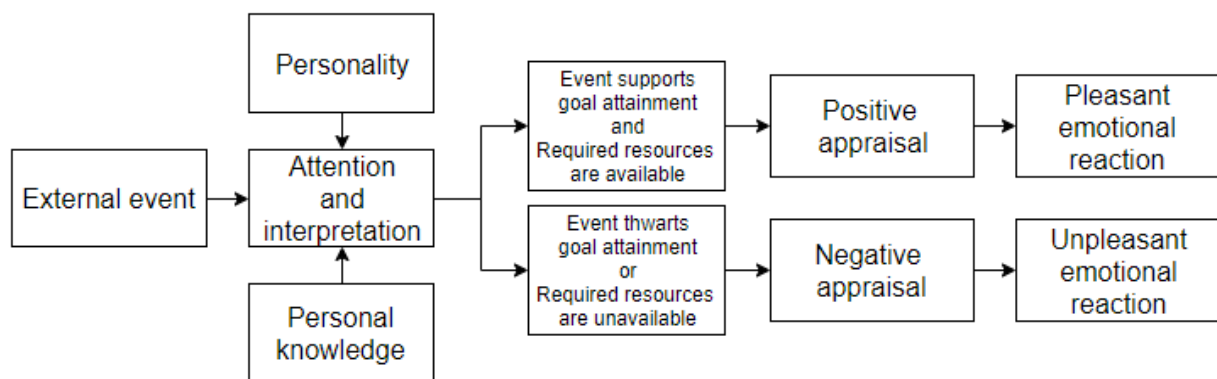 Personality
External event
Attention
and
interpretation
Personal
knowledge
Event supports
goal attainment
and
Required resources
are available
Positive
appraisal
Pleasant
emotional
reaction
Event thwarts
goal attainment
or
Required resources
are unavailable
Negative
appraisal
Unpleasant
emotional
reaction